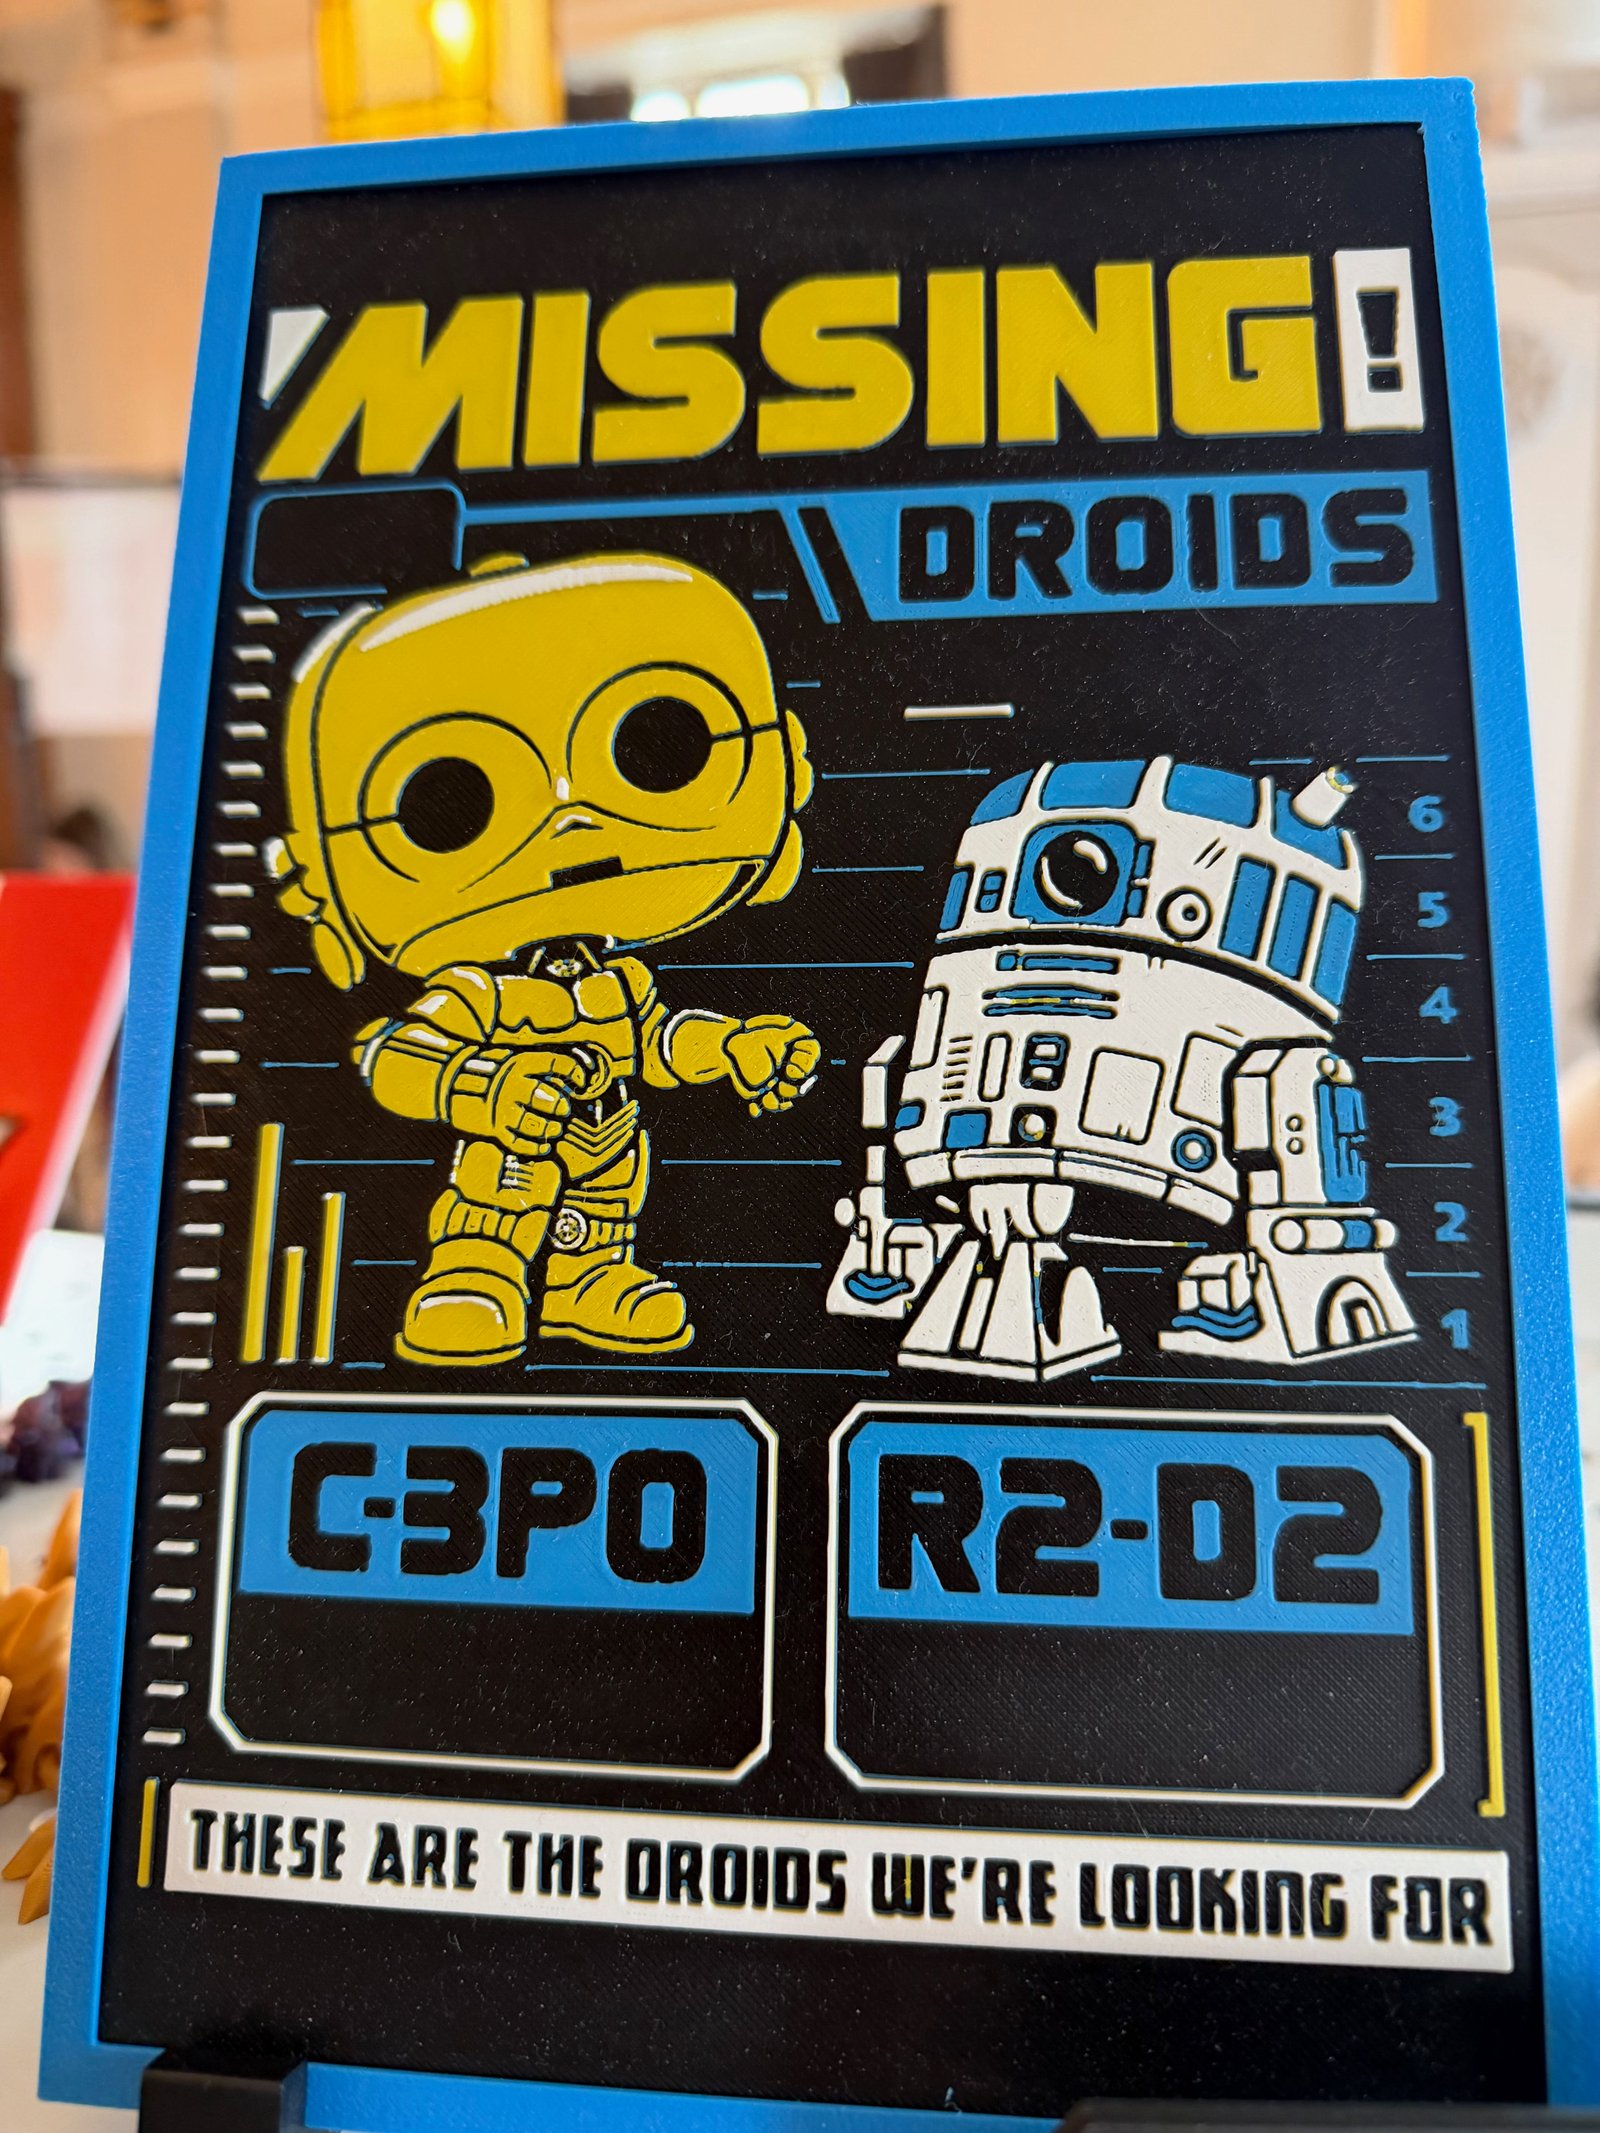 MISSING!
DROIDS
6
5
4
3
2
1
C-3PO
R2-D2
THESE ARE THE DROIDS WE'RE LOOKING FOR